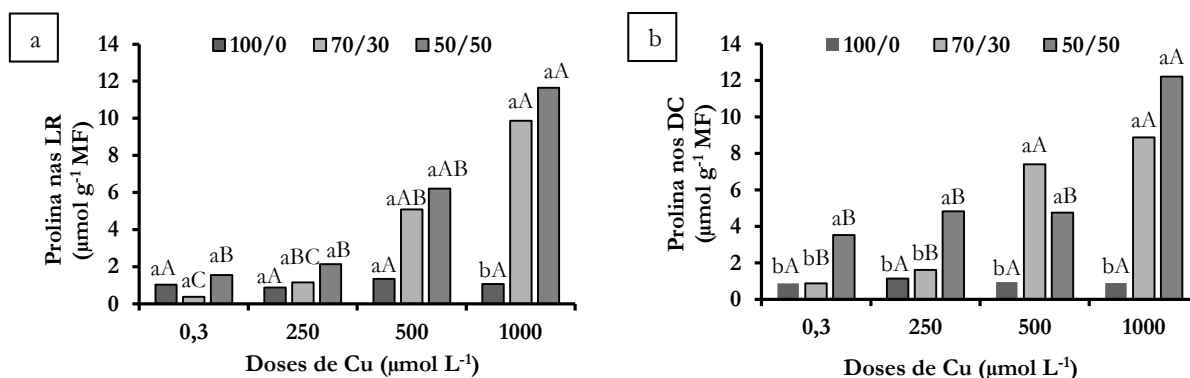 a
100/0 70/30 50/50
Prolina nas LR
(µmol g⁻¹ MF)
14
12
10
8
6
4
2
0
aA aC aB
aA aBC aB
aA aAB aAB
bA aA aA
0,3 250 500 1000
Doses de Cu (µmol L⁻¹)
b
100/0 70/30 50/50
Prolina nos DC
(µmol g⁻¹ MF)
14
12
10
8
6
4
2
0
bA bB aB
bA bB aB
bA aA aB
bA aA aA
0,3 250 500 1000
Doses de Cu (µmol L⁻¹)